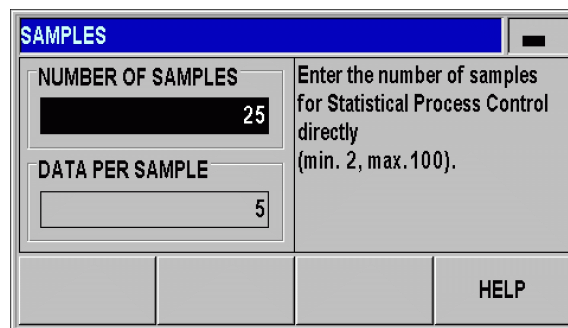 SAMPLES
NUMBER OF SAMPLES
25
DATA PER SAMPLE
5
Enter the number of samples
for Statistical Process Control
directly
(min. 2, max.100).
HELP